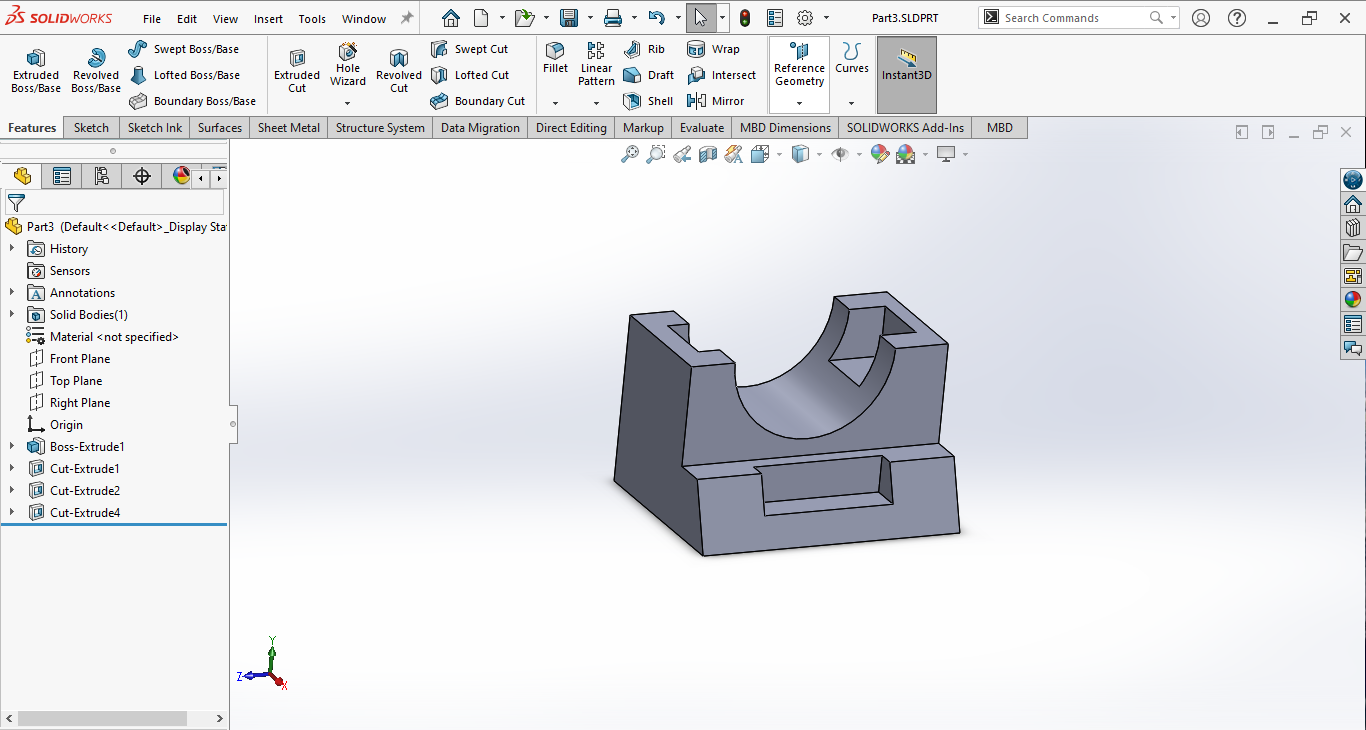 SOLIDWORKS File Edit View Insert Tools Window Part3.SLDPRT Search Commands
Extruded Boss/Base
Revolved Boss/Base
Swept Boss/Base
Lofted Boss/Base
Boundary Boss/Base
Extruded Cut
Hole Wizard
Revolved Cut
Swept Cut
Lofted Cut
Boundary Cut
Fillet
Linear Pattern
Rib
Draft
Shell
Wrap
Intersect
Mirror
Reference Geometry
Curves
Instant3D
Features Sketch Sketch Ink Surfaces Sheet Metal Structure System Data Migration Direct Editing Markup Evaluate MBD Dimensions SOLIDWORKS Add-Ins MBD
Part3 (Default<<Default>_Display Sta
History
Sensors
Annotations
Solid Bodies(1)
Material <not specified>
Front Plane
Top Plane
Right Plane
Origin
Boss-Extrude1
Cut-Extrude1
Cut-Extrude2
Cut-Extrude4
Y
Z
X